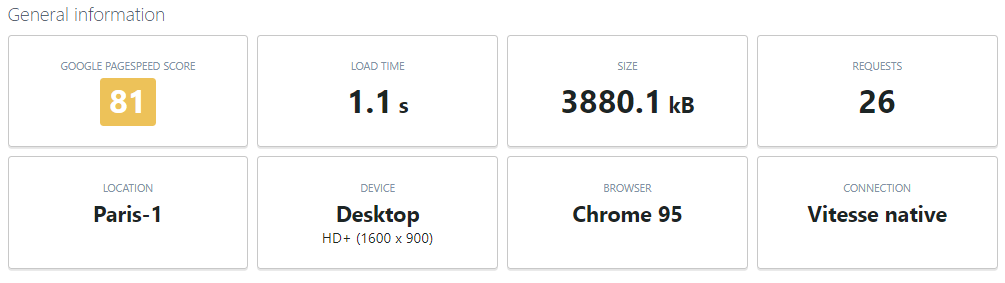 General information
GOOGLE PAGESPEED SCORE
81
LOAD TIME
1.1 s
SIZE
3880.1 kB
REQUESTS
26
LOCATION
Paris-1
DEVICE
Desktop
HD+ (1600 x 900)
BROWSER
Chrome 95
CONNECTION
Vitesse native